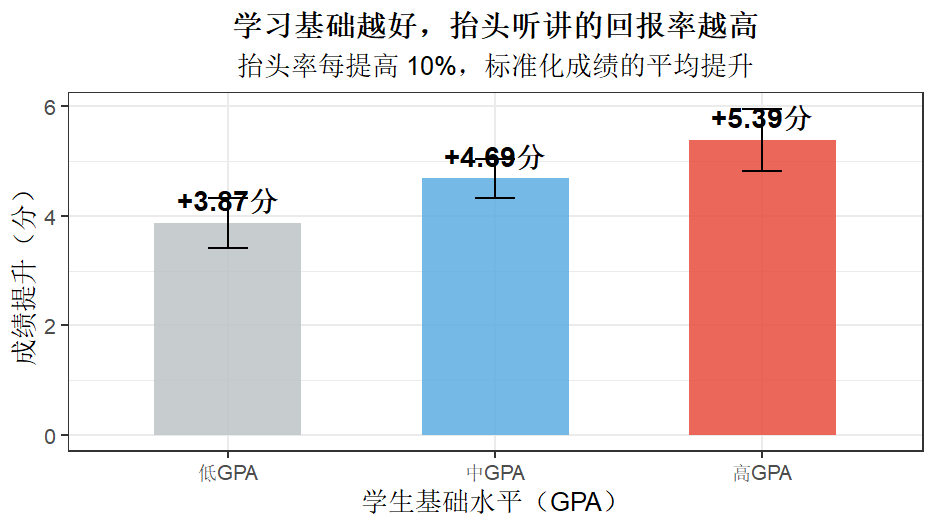 学习基础越好，抬头听讲的回报率越高
抬头率每提高 10%，标准化成绩的平均提升
成绩提升（分）
6
4
2
0
+3.87分
+4.69分
+5.39分
低GPA
中GPA
高GPA
学生基础水平（GPA）